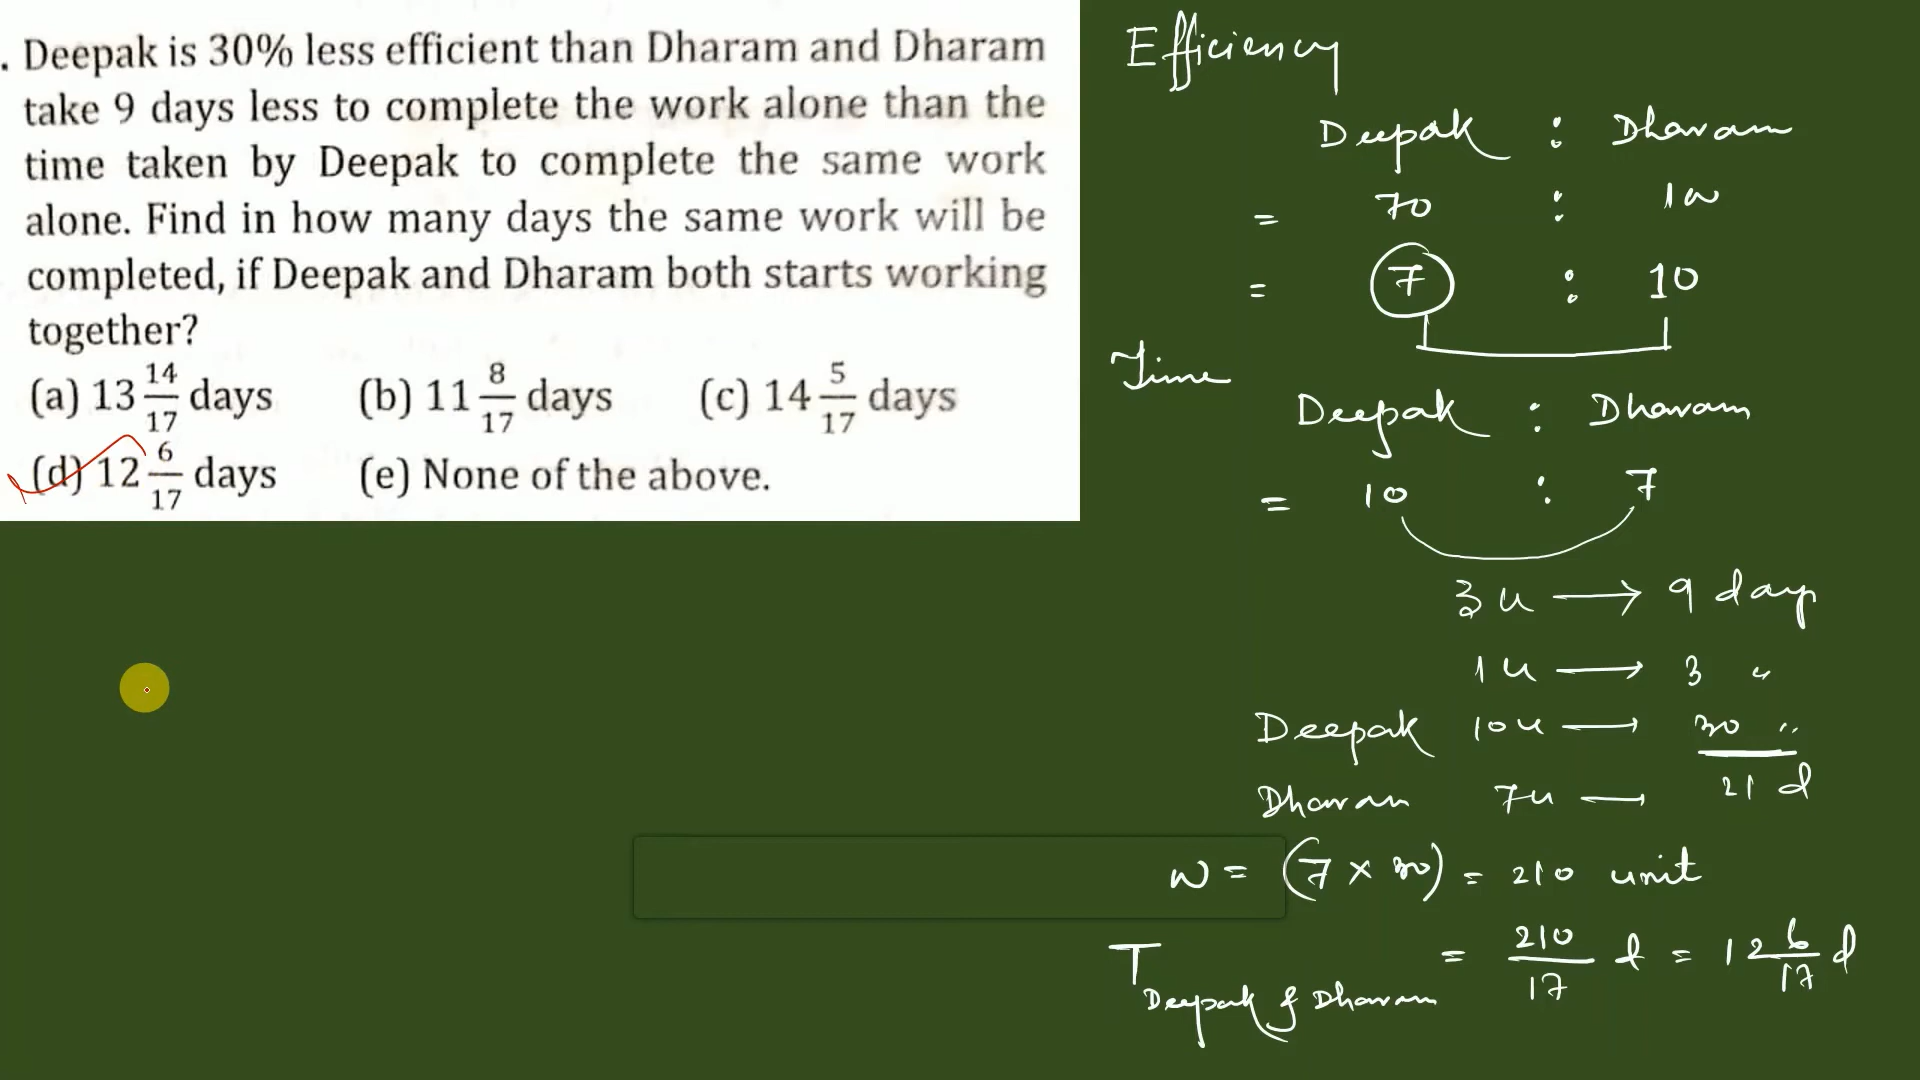 . Deepak is 30% less efficient than Dharam and Dharam
take 9 days less to complete the work alone than the
time taken by Deepak to complete the same work
alone. Find in how many days the same work will be
completed, if Deepak and Dharam both starts working
together?
(a) 13 14/17 days (b) 11 8/17 days (c) 14 5/17 days
(d) 12 6/17 days (e) None of the above.
Efficiency
Deepak : Dharam
= 70 : 100
= 7 : 10
Time
Deepak : Dharam
= 10 : 7
3u → 9 days
1u → 3 "
Deepak 10u → 30 "
Dharam 7u → 21 d
W = (7 × 30) = 210 unit
T Deepak & Dharam = 210/17 d = 12 6/17 d